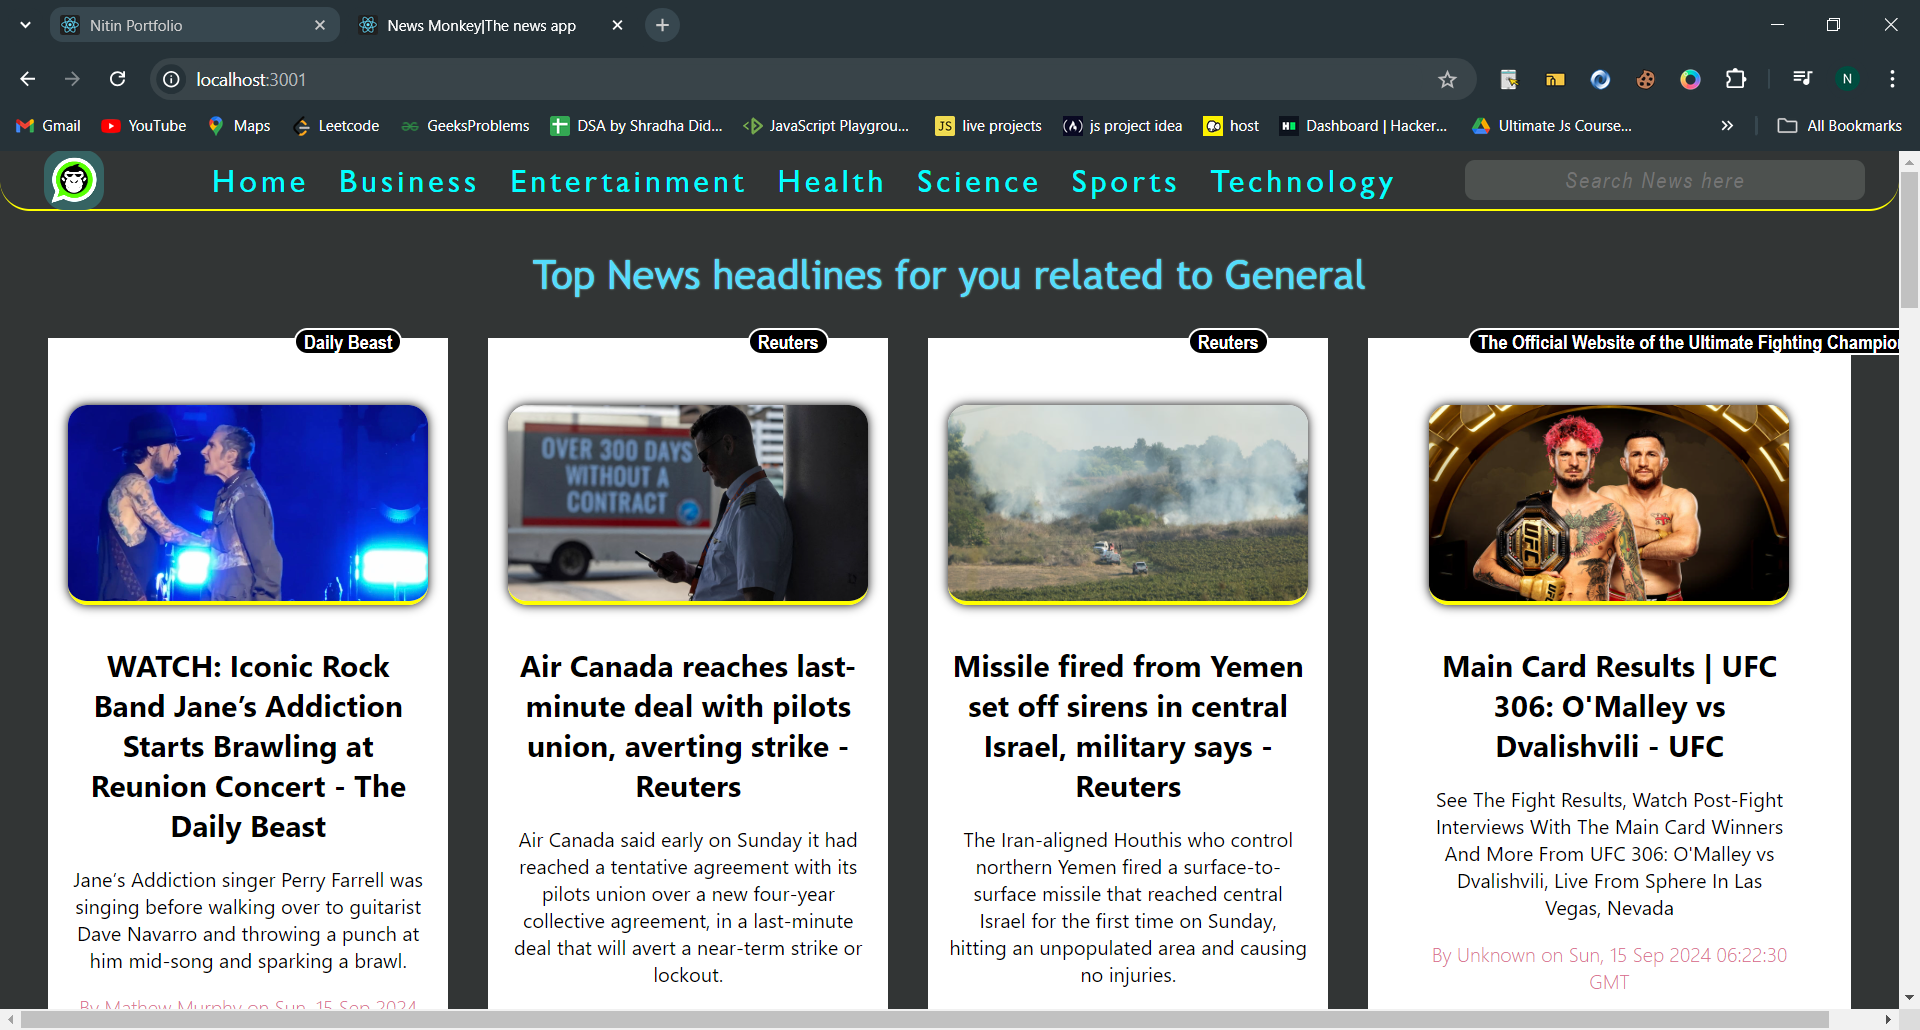 Nitin Portfolio
News Monkey|The news app
localhost:3001
N
Gmail
YouTube
Maps
Leetcode
GeeksProblems
DSA by Shradha Did...
JavaScript Playgrou...
JS
live projects
js project idea
host
Dashboard | Hacker...
Ultimate Js Course...
All Bookmarks
Home
Business
Entertainment
Health
Science
Sports
Technology
Search News here
Top News headlines for you related to General
Daily Beast
WATCH: Iconic Rock
Band Jane’s Addiction
Starts Brawling at
Reunion Concert - The
Daily Beast
Jane’s Addiction singer Perry Farrell was
singing before walking over to guitarist
Dave Navarro and throwing a punch at
him mid-song and sparking a brawl.
By Mathew Murphy on Sun, 15 Sep 2024
Reuters
OVER 300 DAYS
WITHOUT A
CONTRACT
Air Canada reaches last-
minute deal with pilots
union, averting strike -
Reuters
Air Canada said early on Sunday it had
reached a tentative agreement with its
pilots union over a new four-year
collective agreement, in a last-minute
deal that will avert a near-term strike or
lockout.
Reuters
Missile fired from Yemen
set off sirens in central
Israel, military says -
Reuters
The Iran-aligned Houthis who control
northern Yemen fired a surface-to-
surface missile that reached central
Israel for the first time on Sunday,
hitting an unpopulated area and causing
no injuries.
The Official Website of the Ultimate Fighting Champion
UFC
UFC
Main Card Results | UFC
306: O'Malley vs
Dvalishvili - UFC
See The Fight Results, Watch Post-Fight
Interviews With The Main Card Winners
And More From UFC 306: O'Malley vs
Dvalishvili, Live From Sphere In Las
Vegas, Nevada
By Unknown on Sun, 15 Sep 2024 06:22:30
GMT